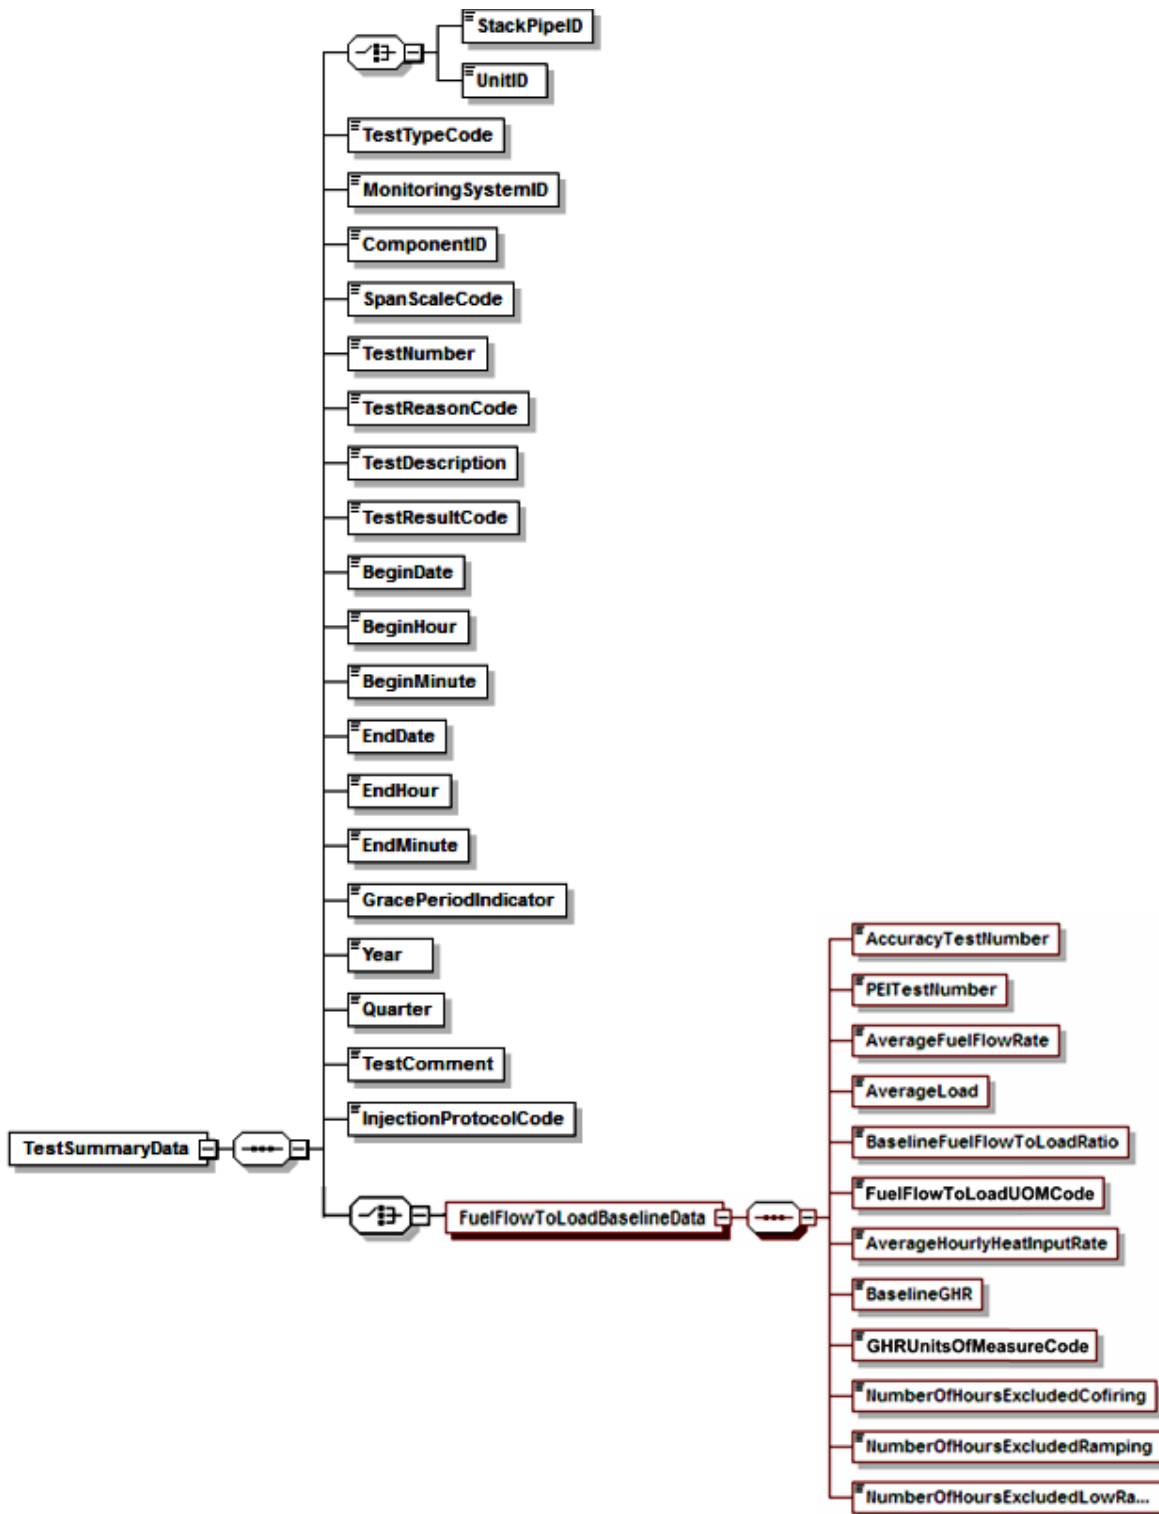 StackPipeID
UnitID
TestTypeCode
MonitoringSystemID
ComponentID
SpanScaleCode
TestNumber
TestReasonCode
TestDescription
TestResultCode
BeginDate
BeginHour
BeginMinute
EndDate
EndHour
EndMinute
GracePeriodIndicator
Year
Quarter
TestComment
InjectionProtocolCode
TestSummaryData
FuelFlowToLoadBaselineData
AccuracyTestNumber
PEITestNumber
AverageFuelFlowRate
AverageLoad
BaselineFuelFlowToLoadRatio
FuelFlowToLoadUOMCode
AverageHourlyHeatInputRate
BaselineGHR
GHRUnitsOfMeasureCode
NumberOfHoursExcludedCofiring
NumberOfHoursExcludedRamping
NumberOfHoursExcludedLowRa...